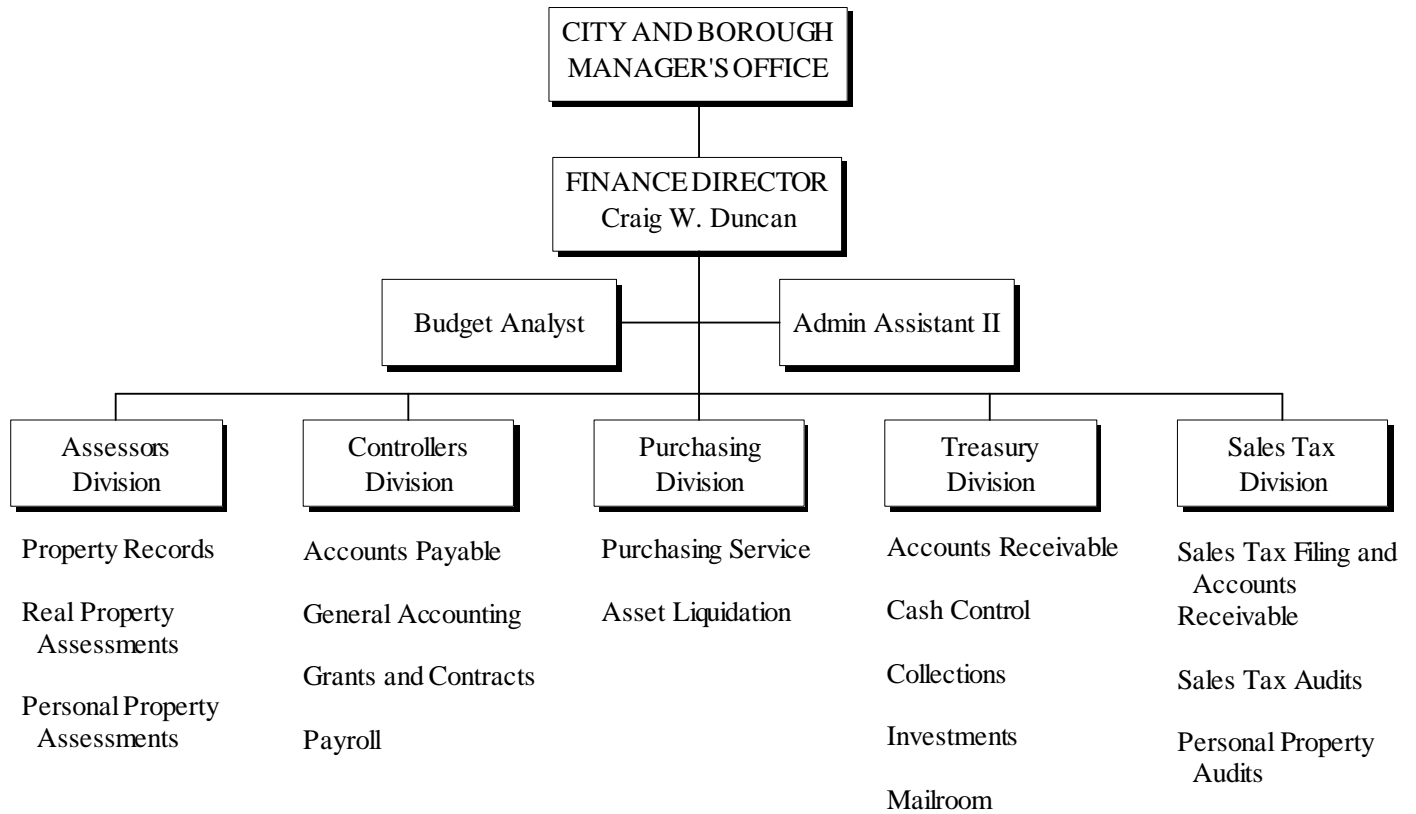 CITY AND BOROUGH
MANAGER'S OFFICE
FINANCE DIRECTOR
Craig W. Duncan
Budget Analyst
Admin Assistant II
Assessors
Division
Property Records
Real Property
Assessments
Personal Property
Assessments
Controllers
Division
Accounts Payable
General Accounting
Grants and Contracts
Payroll
Purchasing
Division
Purchasing Service
Asset Liquidation
Treasury
Division
Accounts Receivable
Cash Control
Collections
Investments
Mailroom
Sales Tax
Division
Sales Tax Filing and
Accounts
Receivable
Sales Tax Audits
Personal Property
Audits